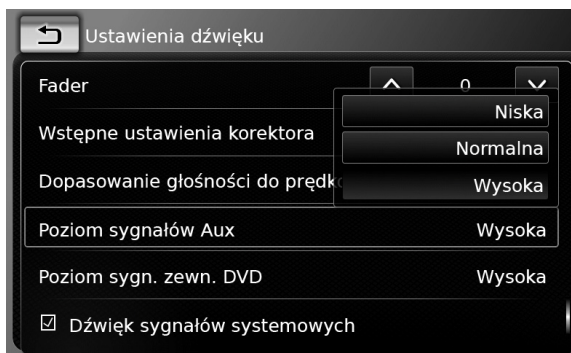 Ustawienia dźwięku
Fader 0
Niska
Wstępne ustawienia korektora
Normalna
Dopasowanie głośności do
Wysoka
Poziom sygnałów Aux Wysoka
Poziom sygn. zewn. DVD Wysoka
Dźwięk sygnałów systemowych